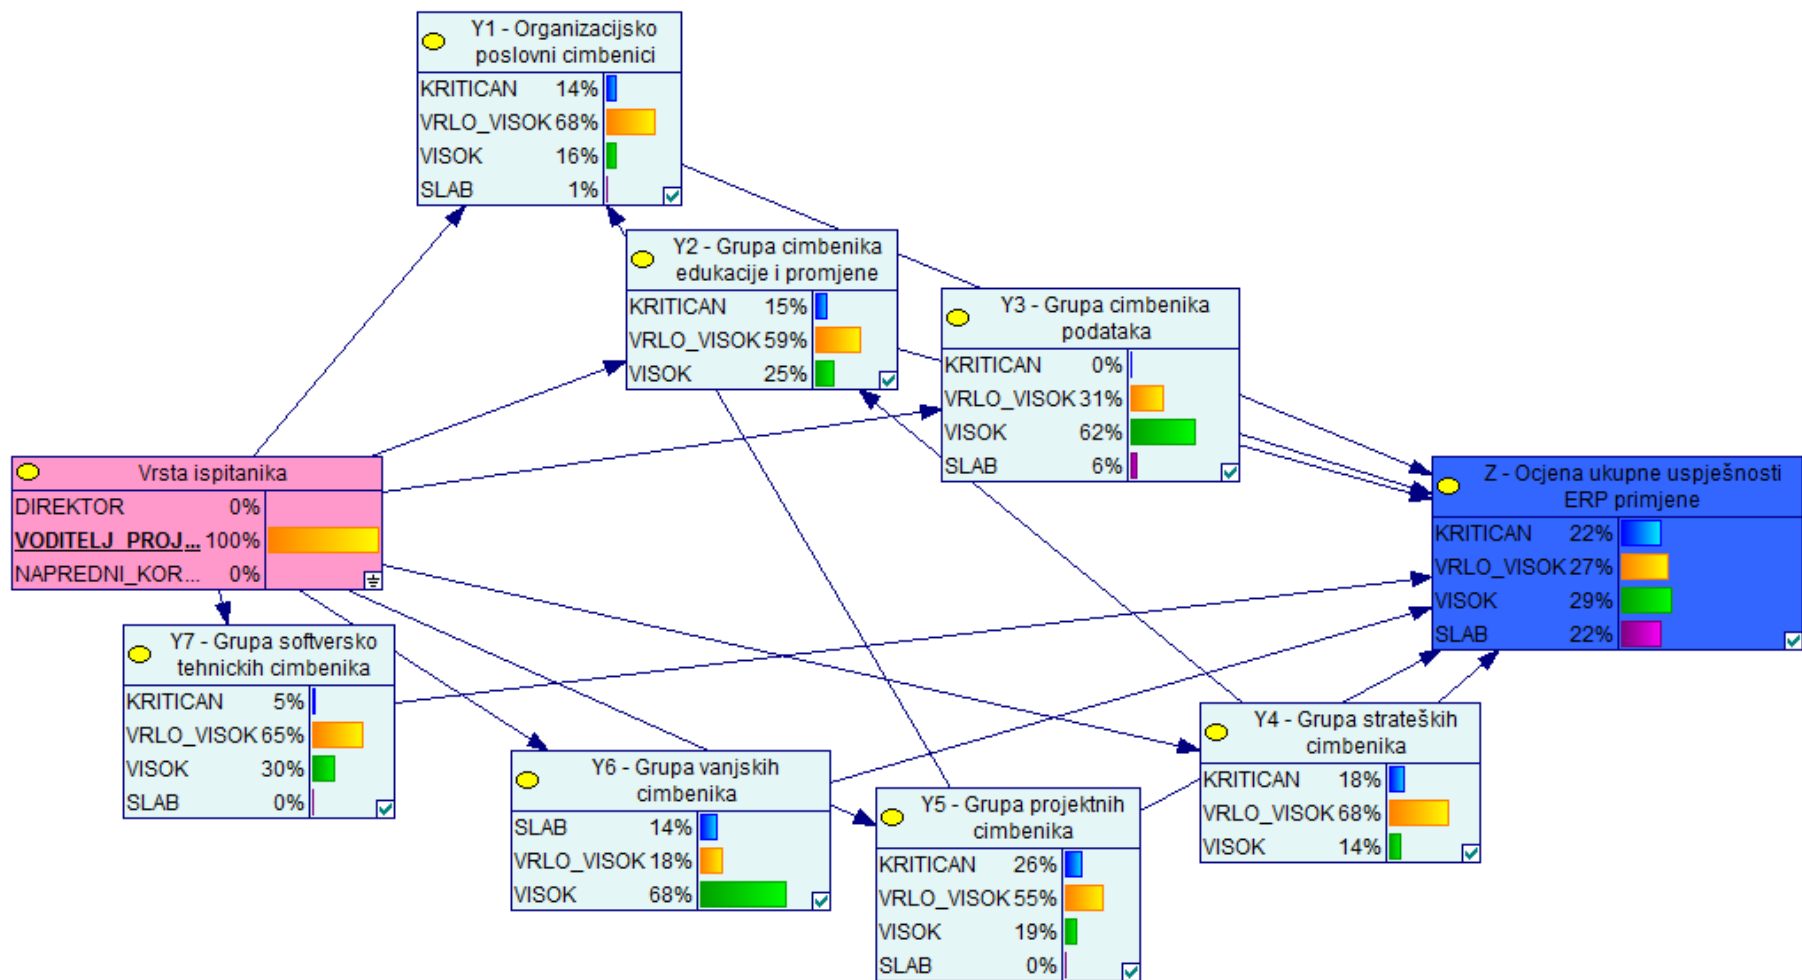 Y1 - Organizacijsko
poslovni cimbenici
KRITICAN 14%
VRLO_VISOK 68%
VISOK 16%
SLAB 1%
Y2 - Grupa cimbenika
edukacije i promjene
KRITICAN 15%
VRLO_VISOK 59%
VISOK 25%
Y3 - Grupa cimbenika
podataka
KRITICAN 0%
VRLO_VISOK 31%
VISOK 62%
SLAB 6%
Vrsta ispitanika
DIREKTOR 0%
VODITELJ_PROJ... 100%
NAPREDNI_KOR... 0%
Z - Ocjena ukupne uspješnosti
ERP primjene
KRITICAN 22%
VRLO_VISOK 27%
VISOK 29%
SLAB 22%
Y7 - Grupa softversko
tehnickih cimbenika
KRITICAN 5%
VRLO_VISOK 65%
VISOK 30%
SLAB 0%
Y6 - Grupa vanjskih
cimbenika
SLAB 14%
VRLO_VISOK 18%
VISOK 68%
Y5 - Grupa projektnih
cimbenika
KRITICAN 26%
VRLO_VISOK 55%
VISOK 19%
SLAB 0%
Y4 - Grupa strateških
cimbenika
KRITICAN 18%
VRLO_VISOK 68%
VISOK 14%